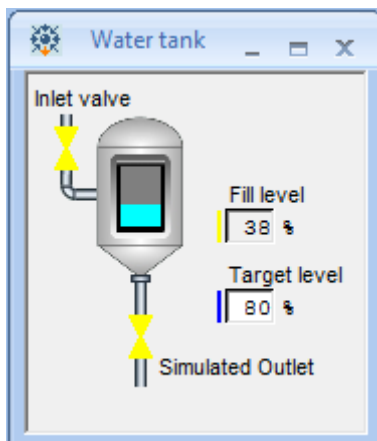 Water tank
Inlet valve
Fill level
38 %
Target level
80 %
Simulated Outlet